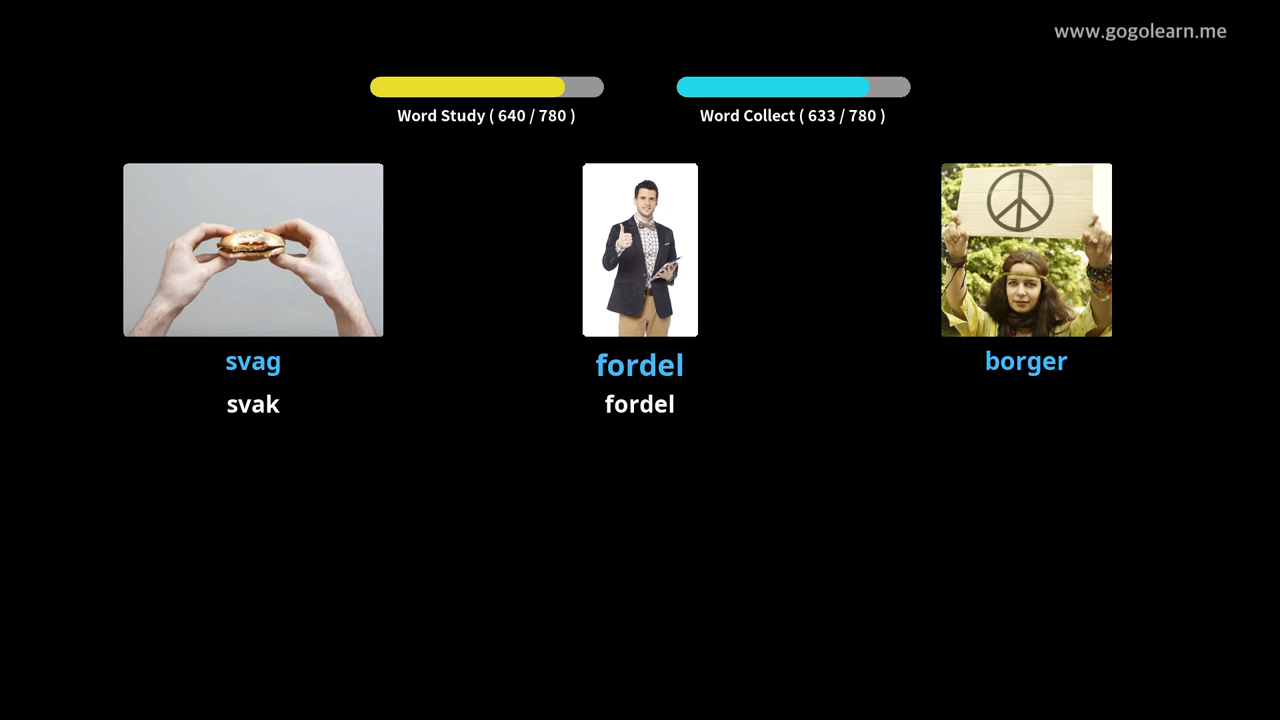 www.gogolearn.me
Word Study ( 640 / 780 )
Word Collect ( 633 / 780 )
svag
fordel
borger
svak
fordel